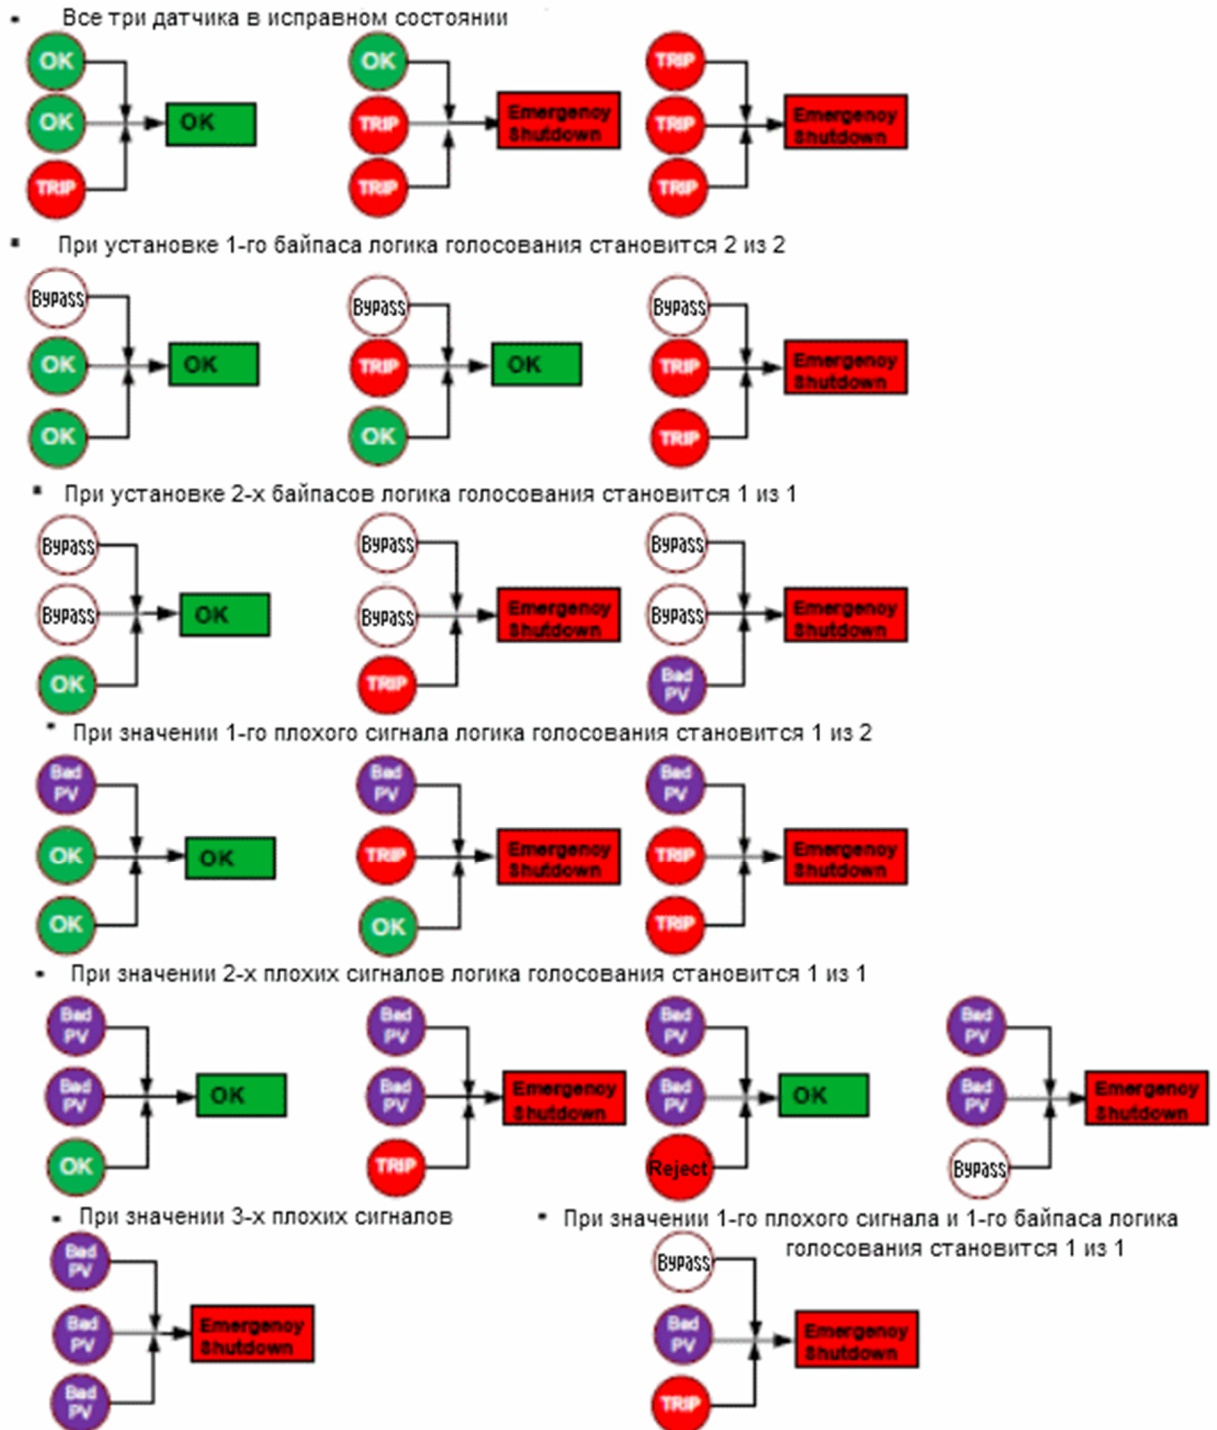 Все три датчика в исправном состоянии
OK
OK
TRIP
OK
OK
TRIP
TRIP
Emergency
Shutdown
TRIP
TRIP
TRIP
Emergency
Shutdown
При установке 1-го байпаса логика голосования становится 2 из 2
Bypass
OK
OK
OK
Bypass
TRIP
OK
OK
Bypass
TRIP
TRIP
Emergency
Shutdown
При установке 2-х байпасов логика голосования становится 1 из 1
Bypass
Bypass
OK
OK
Bypass
Bypass
TRIP
Emergency
Shutdown
Bypass
Bypass
Bad
PV
Emergency
Shutdown
При значении 1-го плохого сигнала логика голосования становится 1 из 2
Bad
PV
OK
OK
OK
Bad
PV
TRIP
OK
Emergency
Shutdown
Bad
PV
TRIP
TRIP
Emergency
Shutdown
При значении 2-х плохих сигналов логика голосования становится 1 из 1
Bad
PV
Bad
PV
OK
OK
Bad
PV
Bad
PV
TRIP
Emergency
Shutdown
Bad
PV
Bad
PV
Reject
OK
Bad
PV
Bad
PV
Bypass
Emergency
Shutdown
При значении 3-х плохих сигналов
Bad
PV
Bad
PV
Bad
PV
Emergency
Shutdown
При значении 1-го плохого сигнала и 1-го байпаса логика
голосования становится 1 из 1
Bypass
Bad
PV
TRIP
Emergency
Shutdown